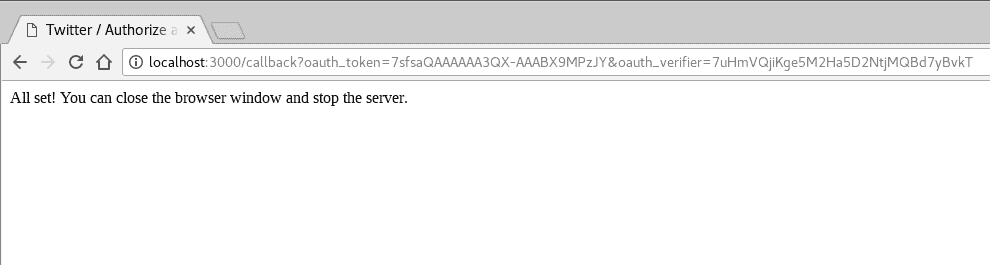 Twitter / Authorize a
localhost:3000/callback?oauth_token=7sfsaQAAAAAA3QX-AAABX9MPzJY&oauth_verifier=7uHmVQjiKge5M2Ha5D2NtjMQBd7yBvkT
All set! You can close the browser window and stop the server.